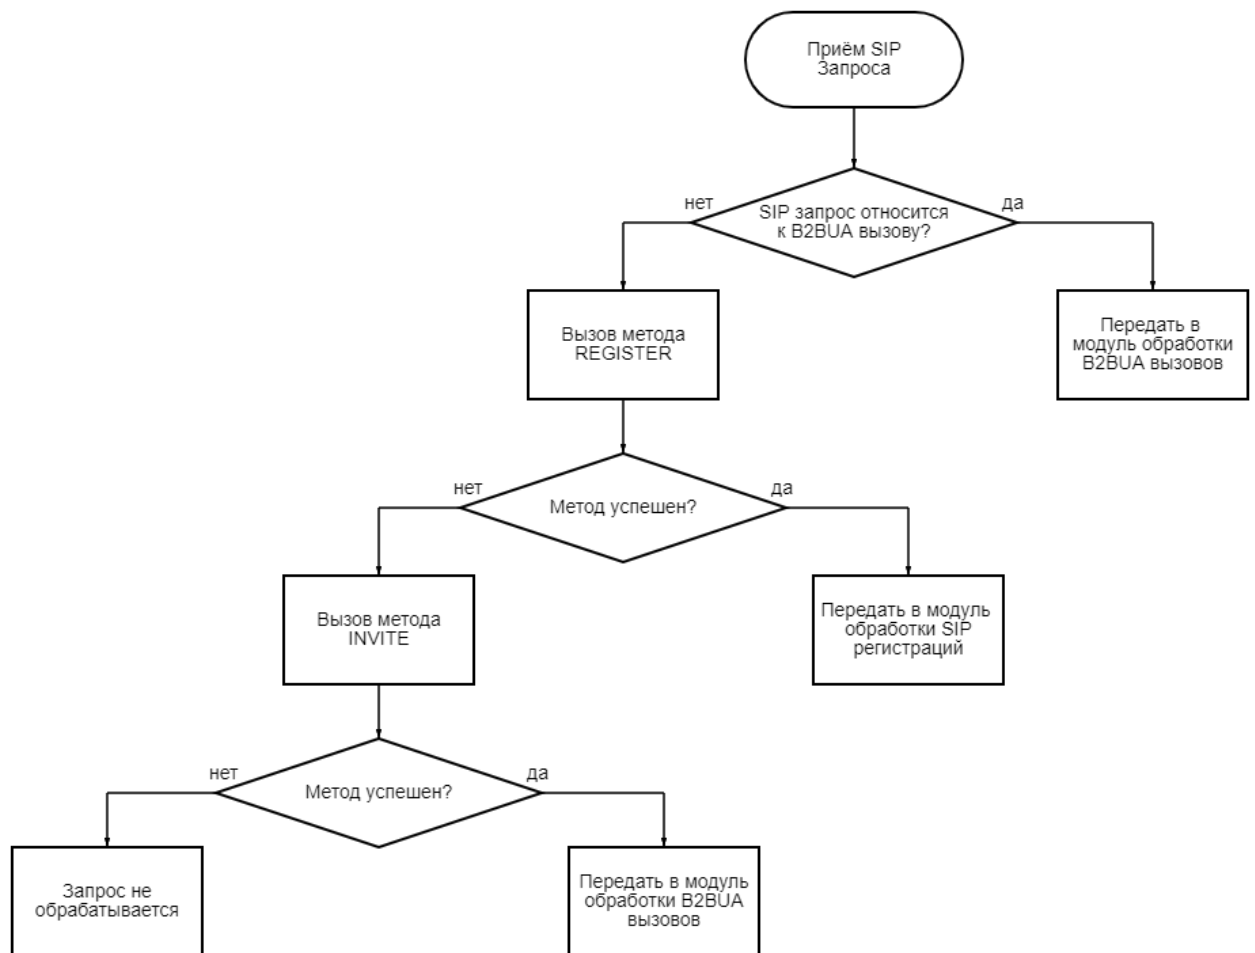 Приём SIP
Запроса
нет
да
SIP запрос относится
к B2BUA вызову?
Вызов метода
REGISTER
Передать в
модуль обработки
B2BUA вызовов
нет
да
Метод успешен?
Вызов метода
INVITE
Передать в модуль
обработки SIP
регистраций
нет
да
Метод успешен?
Запрос не
обрабатывается
Передать в модуль
обработки B2BUA
вызовов